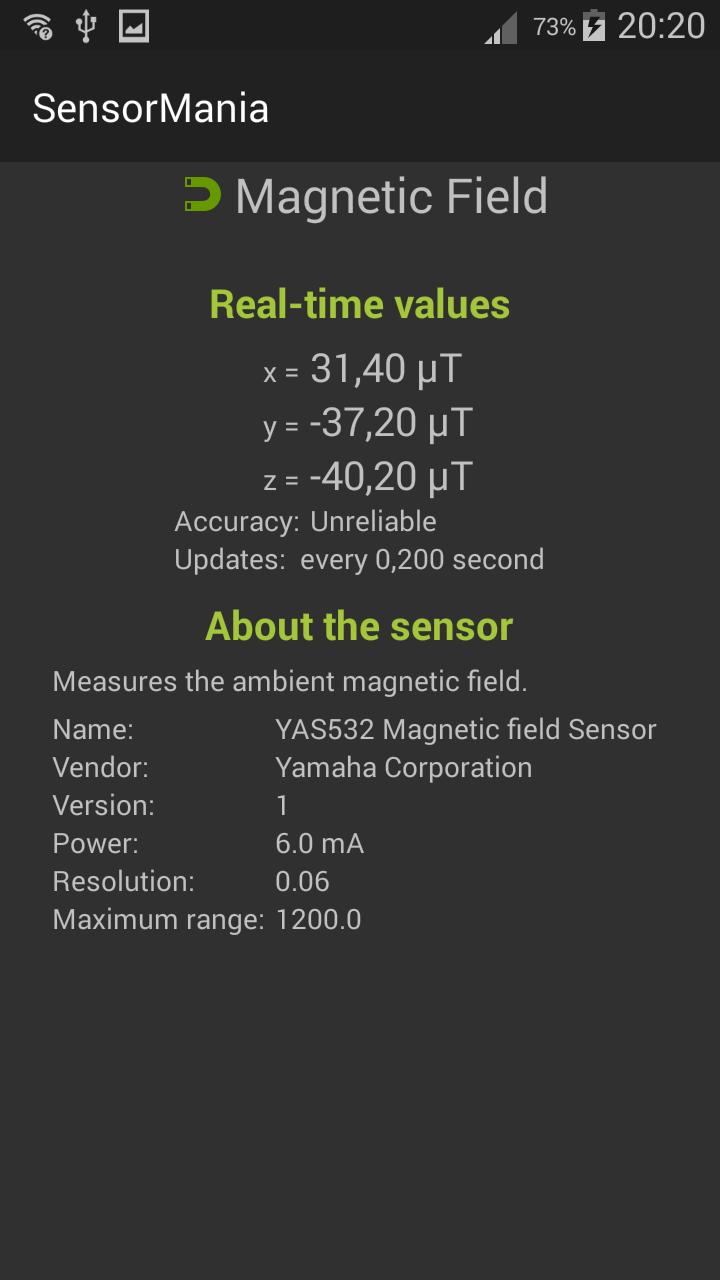 73% 20:20
SensorMania
Magnetic Field
Real-time values
x = 31,40 µT
y = -37,20 µT
z = -40,20 µT
Accuracy: Unreliable
Updates: every 0,200 second
About the sensor
Measures the ambient magnetic field.
Name: YAS532 Magnetic field Sensor
Vendor: Yamaha Corporation
Version: 1
Power: 6.0 mA
Resolution: 0.06
Maximum range: 1200.0